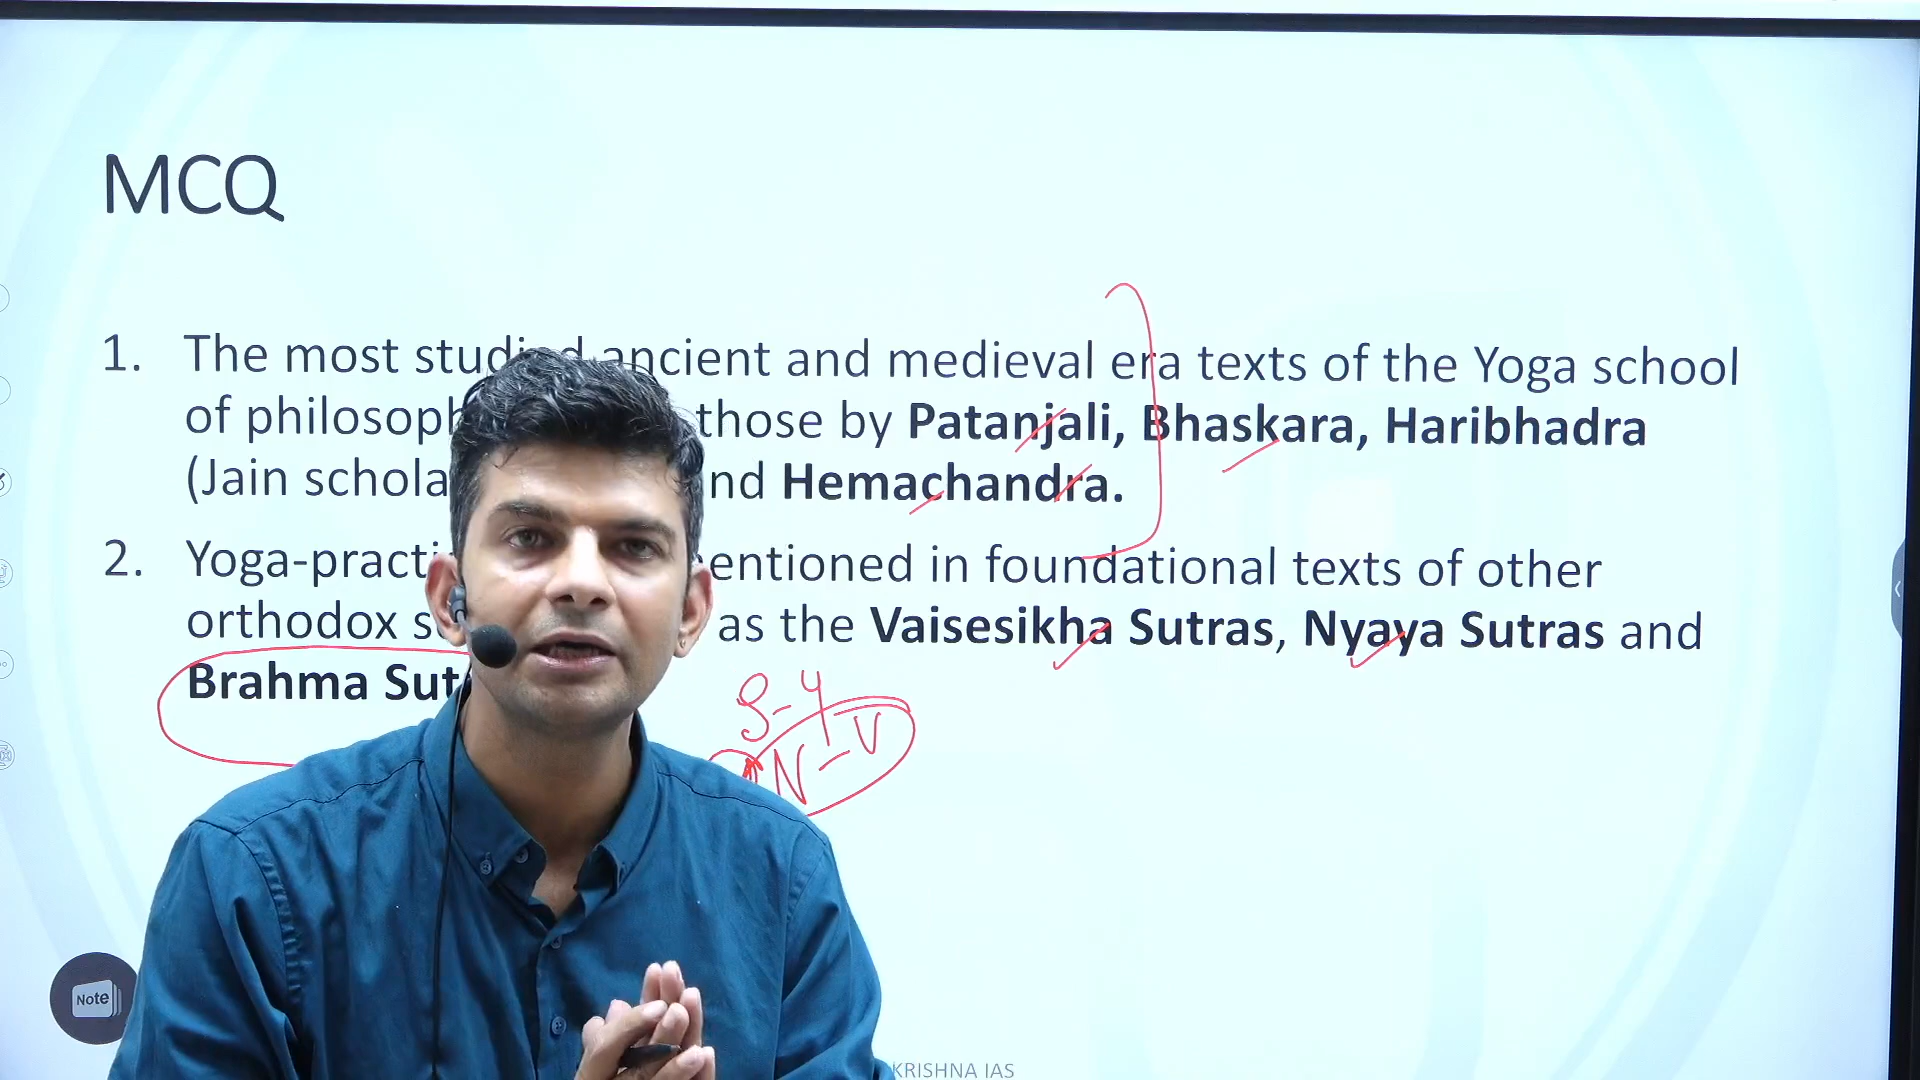 MCQ
1. The most studied ancient and medieval era texts of the Yoga school
of philosoph those by Patanjali, Bhaskara, Haribhadra
(Jain schola nd Hemachandra.
2. Yoga-practi entioned in foundational texts of other
orthodox s as the Vaisesikha Sutras, Nyaya Sutras and
Brahma Sut
S-Y
N-V
Note
KRISHNA IAS